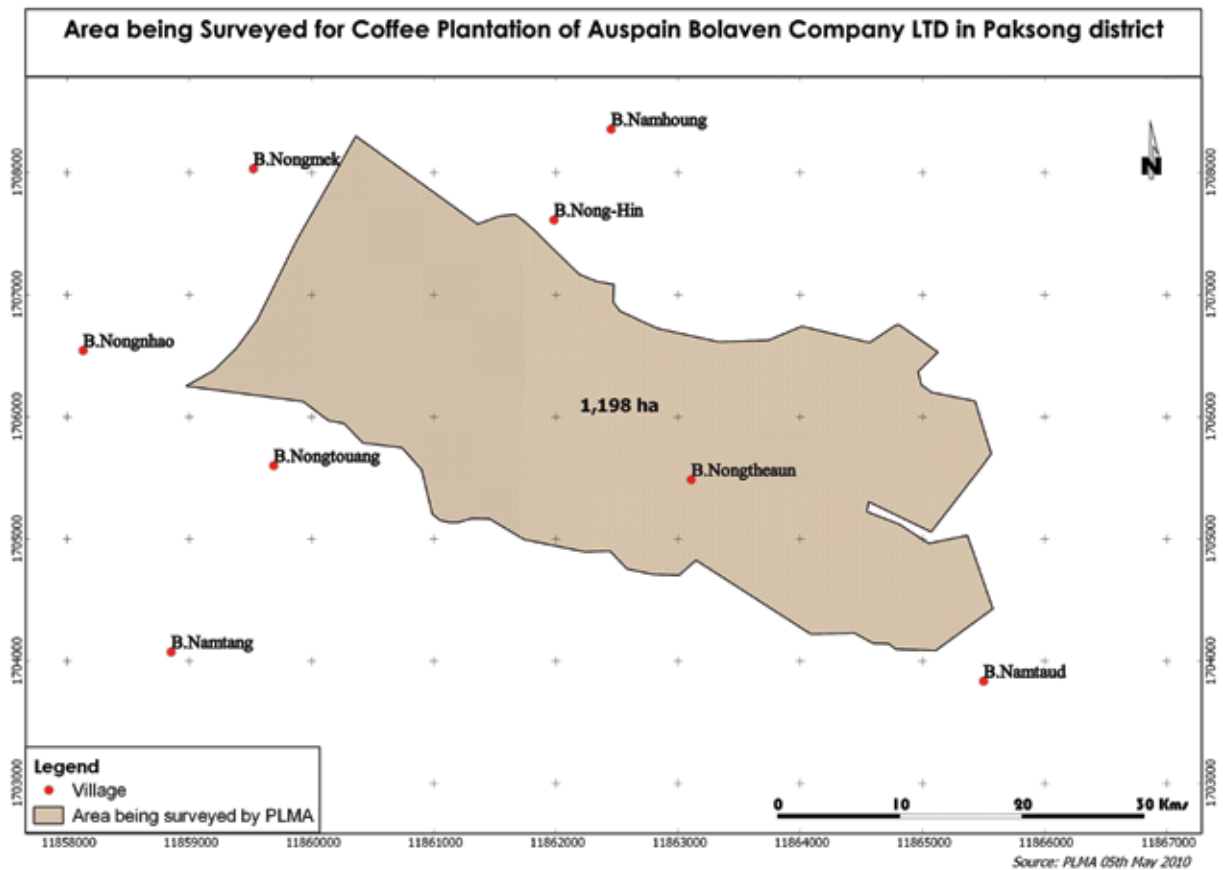 Area being Surveyed for Coffee Plantation of Auspain Bolaven Company LTD in Paksong district
B.Namhoung
B.Nongmek
N
B.Nong-Hin
B.Nongnhao
1,198 ha
B.Nongtouang
B.Nongtheaun
B.Namtang
B.Namtaud
1708000
1707000
1706000
1705000
1704000
1703000
1708000
1707000
1706000
1705000
1704000
1703000
Legend
Village
Area being surveyed by PLMA
0 10 20 30 Kms
11858000 11859000 11860000 11861000 11862000 11863000 11864000 11865000 11866000 11867000
Source: PLMA 05th May 2010